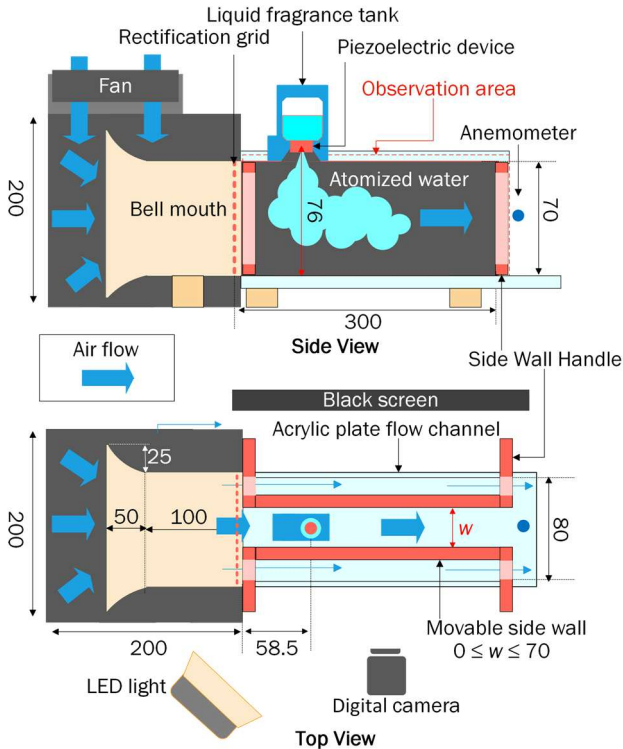 Liquid fragrance tank
Rectification grid
Piezoelectric device
Fan
Observation area
Anemometer
200
Bell mouth
Atomized water
76
70
300
Side View
Air flow
Side Wall Handle
Black screen
Acrylic plate flow channel
25
50
100
200
w
80
200
58.5
Movable side wall
0 ≤ w ≤ 70
LED light
Digital camera
Top View